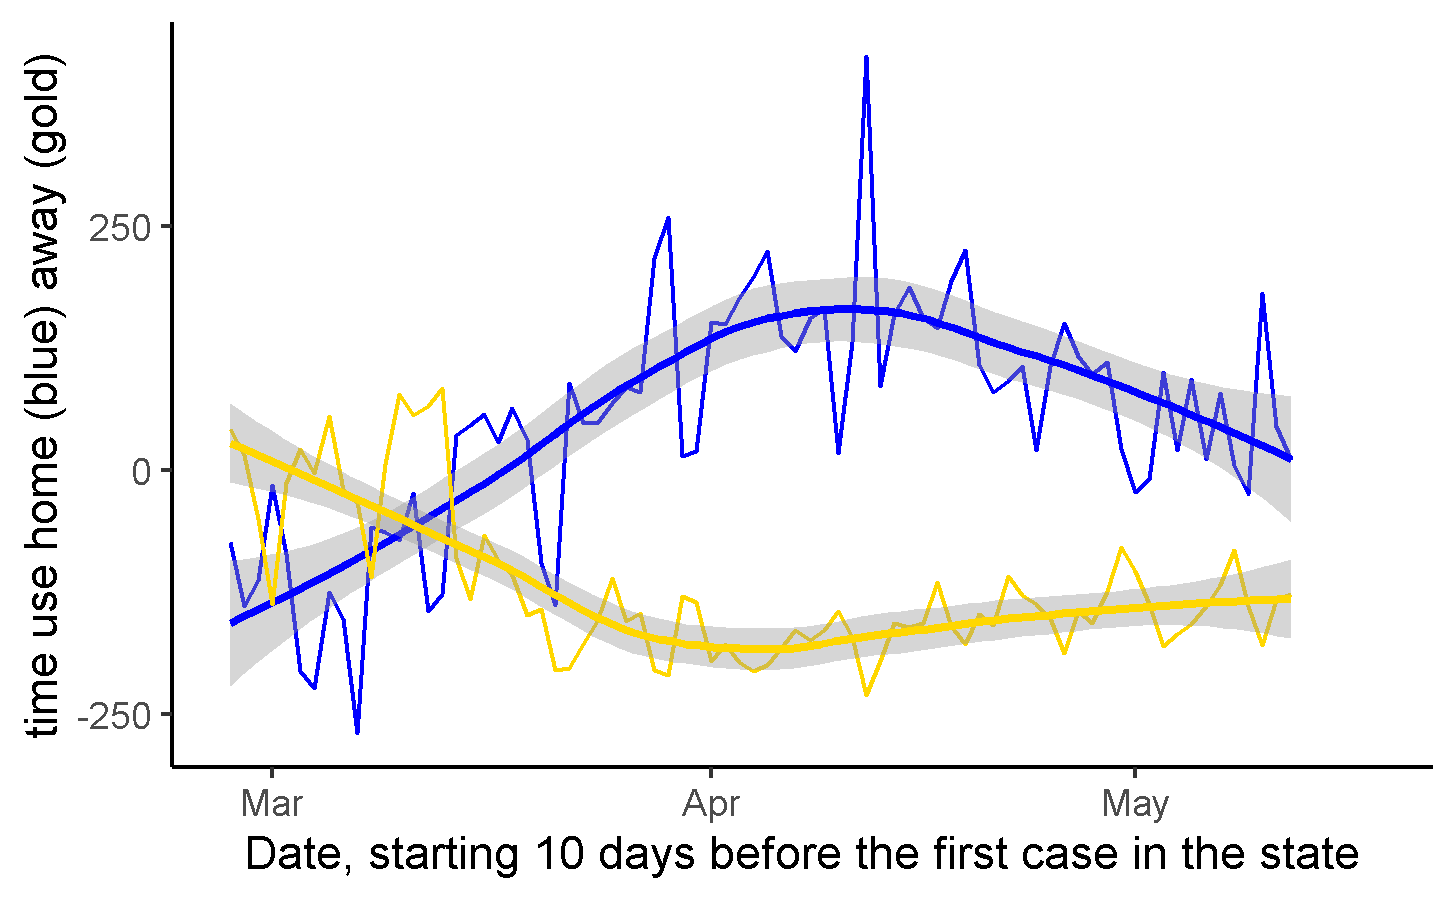 time use home (blue) away (gold)
250
0
-250
Mar
Apr
May
Date, starting 10 days before the first case in the state